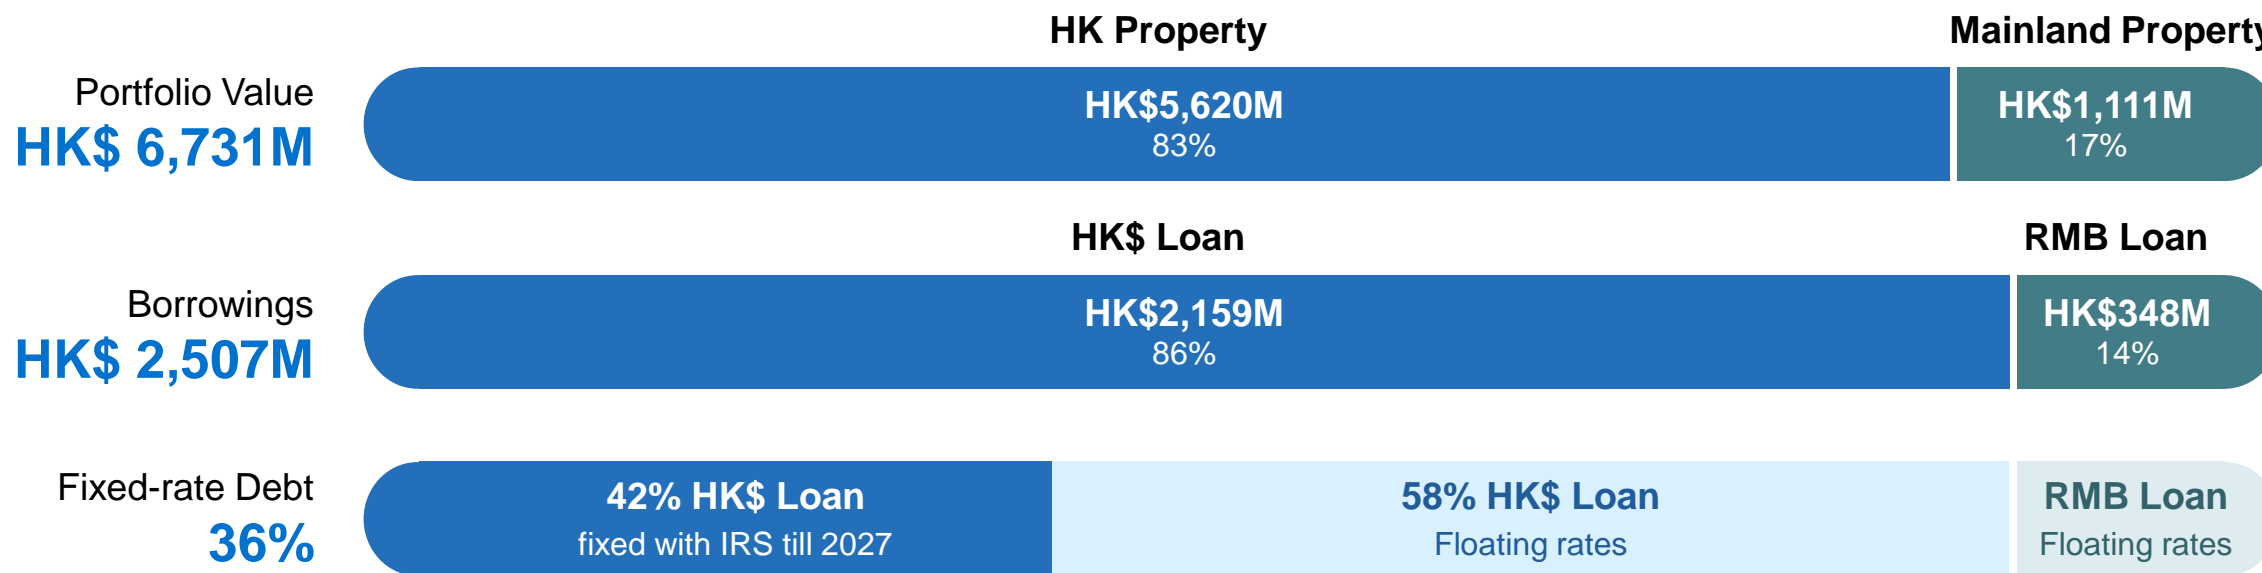 HK Property
Mainland Property
Portfolio Value
HK$ 6,731M
HK$5,620M
83%
HK$1,111M
17%
HK$ Loan
RMB Loan
Borrowings
HK$ 2,507M
HK$2,159M
86%
HK$348M
14%
Fixed-rate Debt
36%
42% HK$ Loan
fixed with IRS till 2027
58% HK$ Loan
Floating rates
RMB Loan
Floating rates